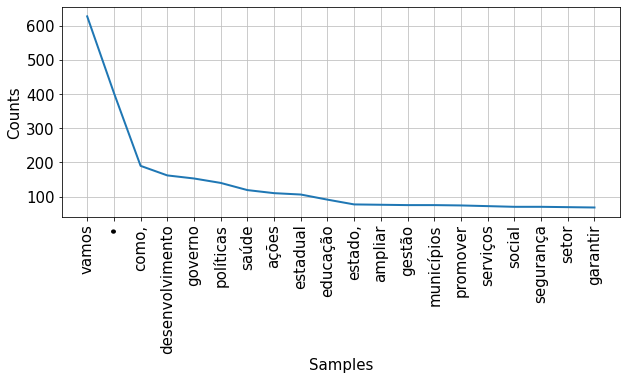 600
500
400
300
200
100
Counts
vamos
•
como,
desenvolvimento
governo
políticas
saúde
ações
estadual
educação
estado,
ampliar
gestão
municípios
promover
serviços
social
segurança
setor
garantir
Samples